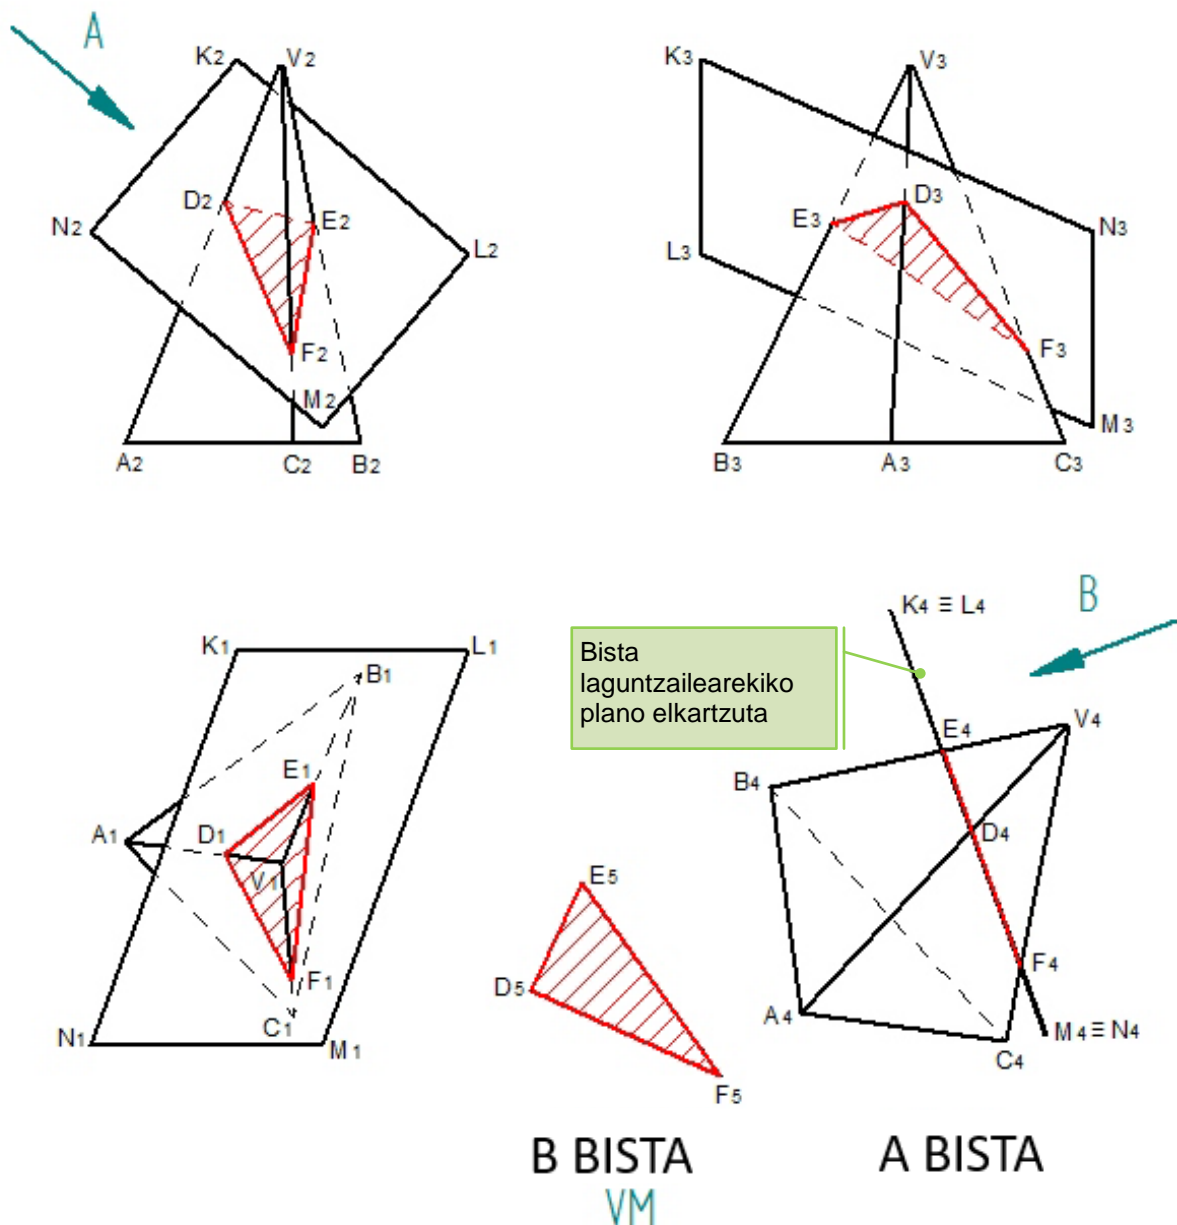 A
K2
V2
D2
N2
E2
L2
F2
M2
A2
C2
B2
K3
V3
D3
E3
N3
L3
F3
M3
B3
A3
C3
K1
L1
B1
E1
A1
D1
V1
F1
C1
N1
M1
Bista
laguntzailearekiko
plano elkartzuta
K4 ≡ L4
B
E4
V4
B4
D4
F4
A4
M4 ≡ N4
C4
E5
D5
F5
B BISTA
VM
A BISTA